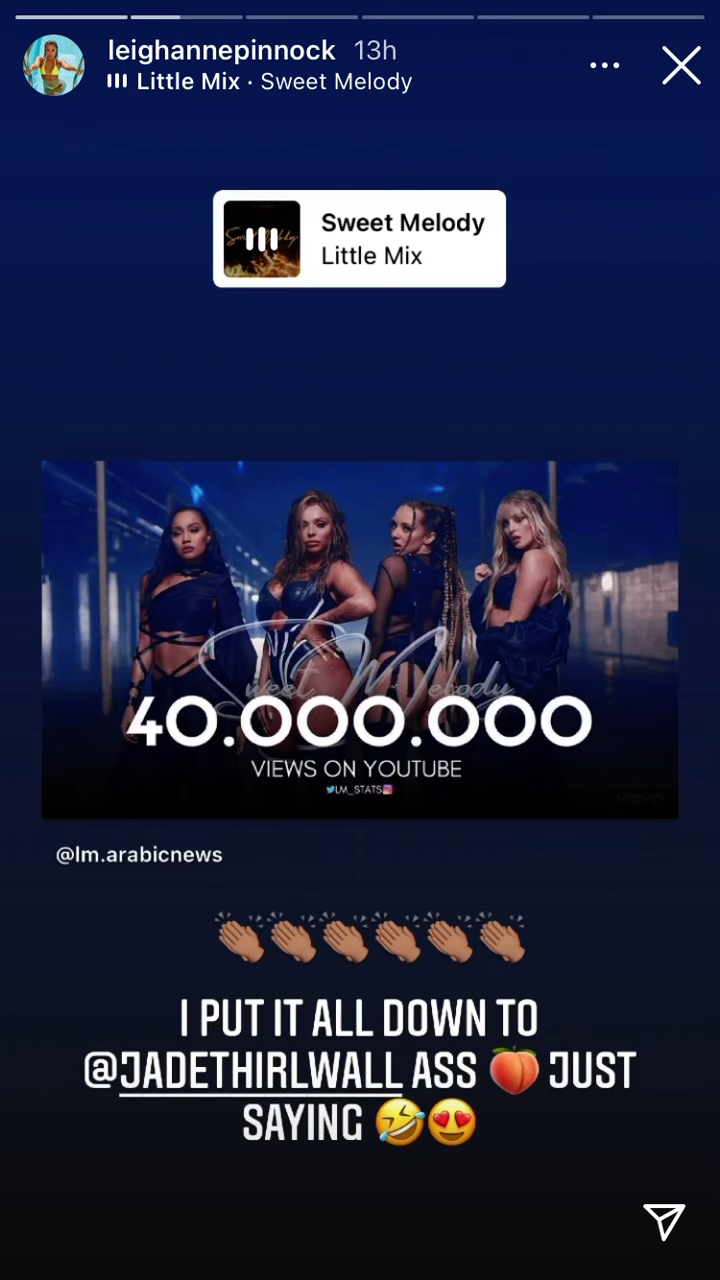 leighannepinnock 13h
Little Mix · Sweet Melody
Sweet Melody
Little Mix
Sweet Melody
40.000.000
VIEWS ON YOUTUBE
LM_STATS
vevo
@lm.arabicnews
👏🏽👏🏽👏🏽👏🏽👏🏽👏🏽
I PUT IT ALL DOWN TO
@JADETHIRLWALL ASS 🍑 JUST
SAYING 🤣😍